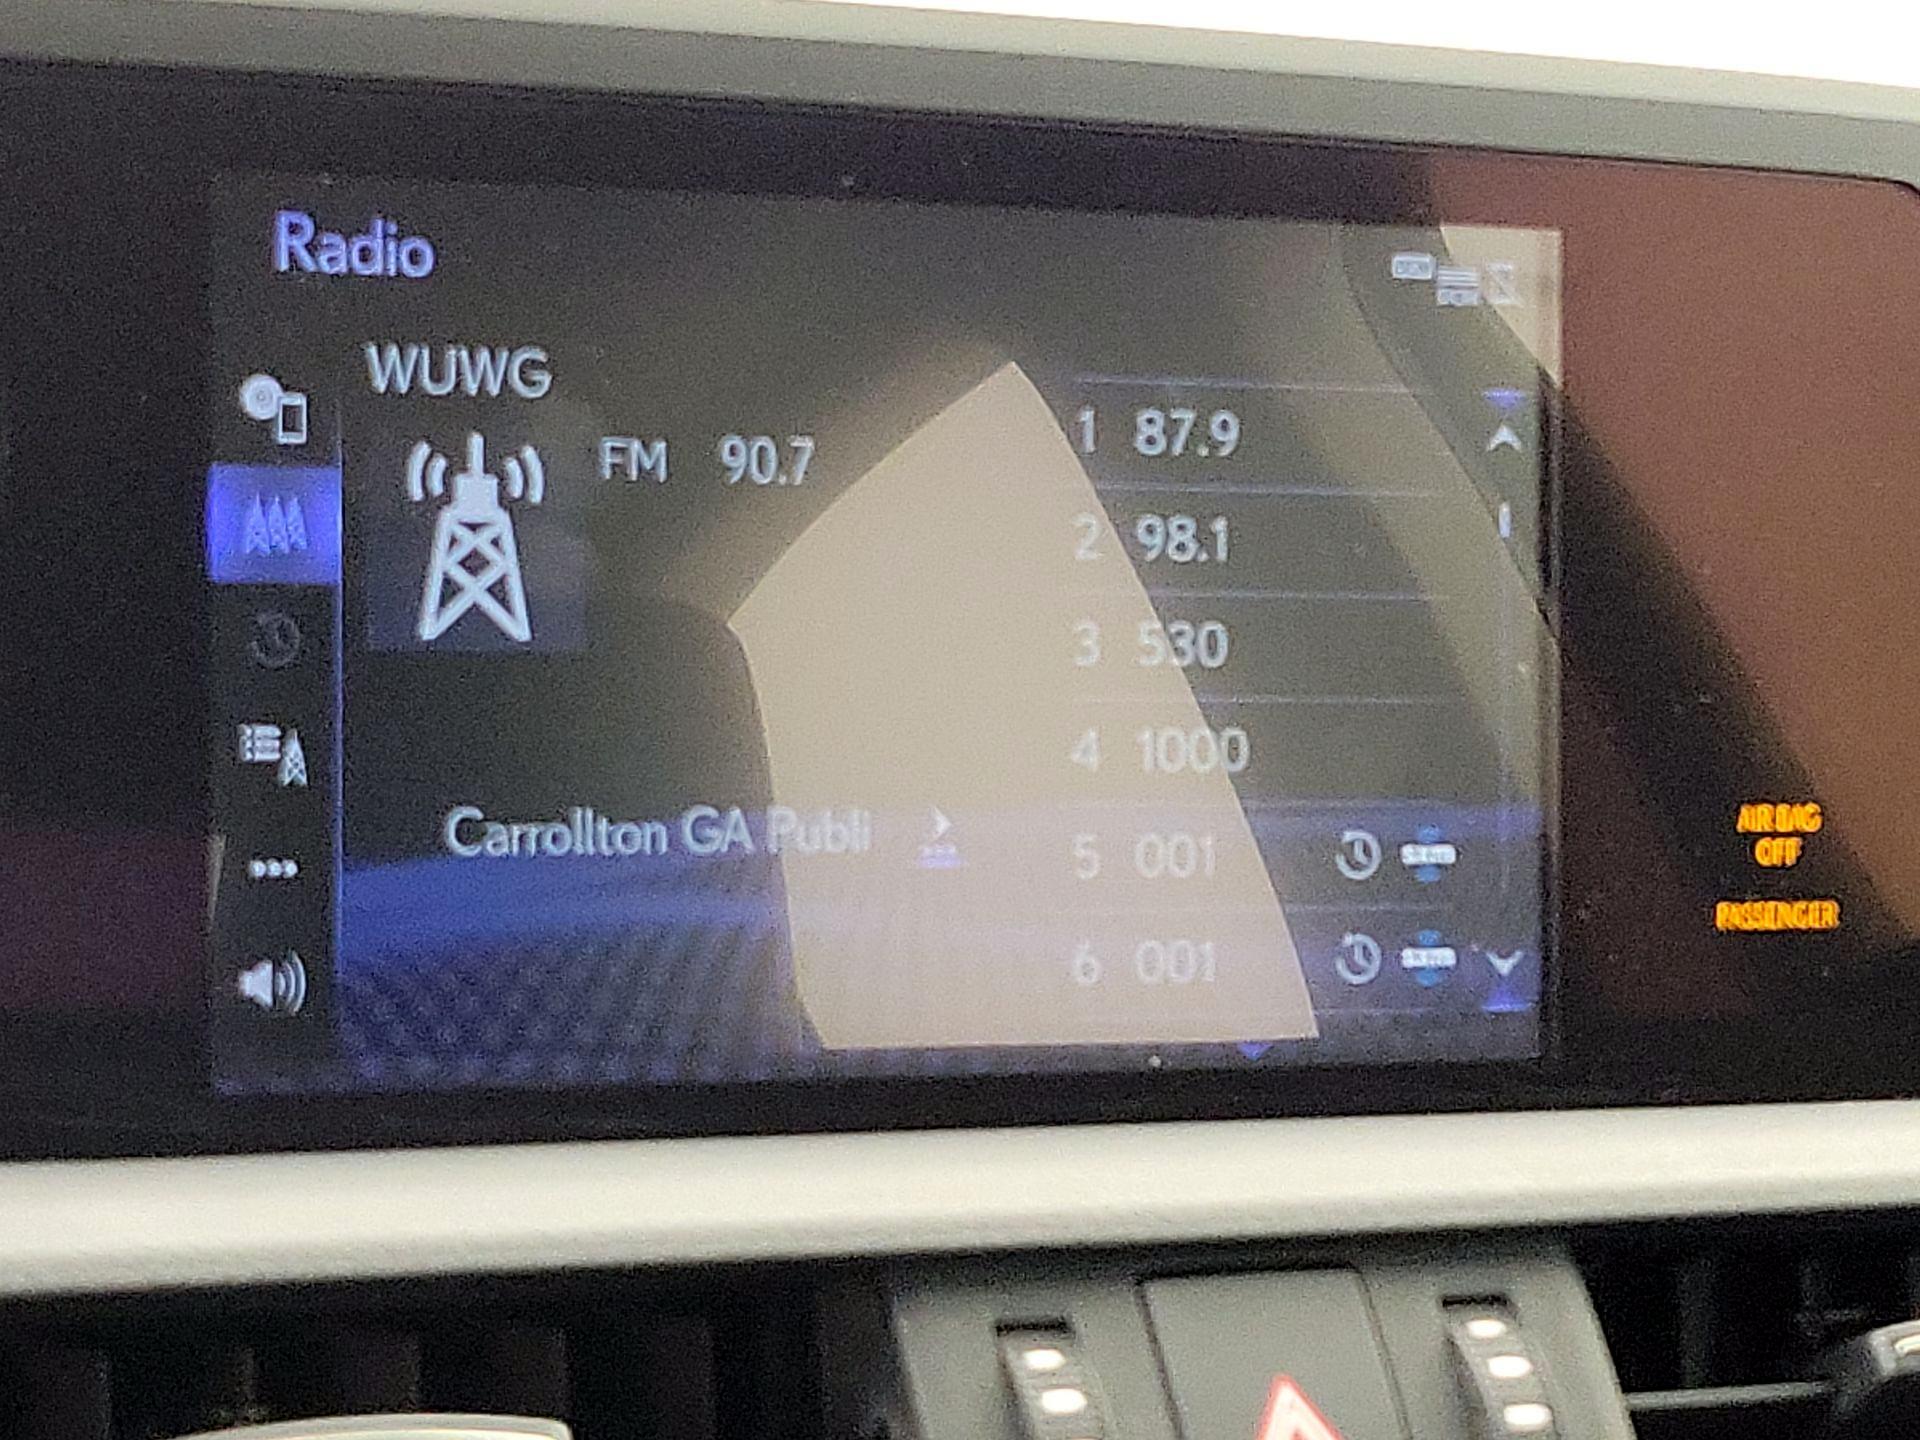 Radio
WUWG
FM 90.7
1 87.9
2 98.1
3 530
4 1000
Carrollton GA Publi
5 001
6 001
AIR BAG
OFF
PASSENGER